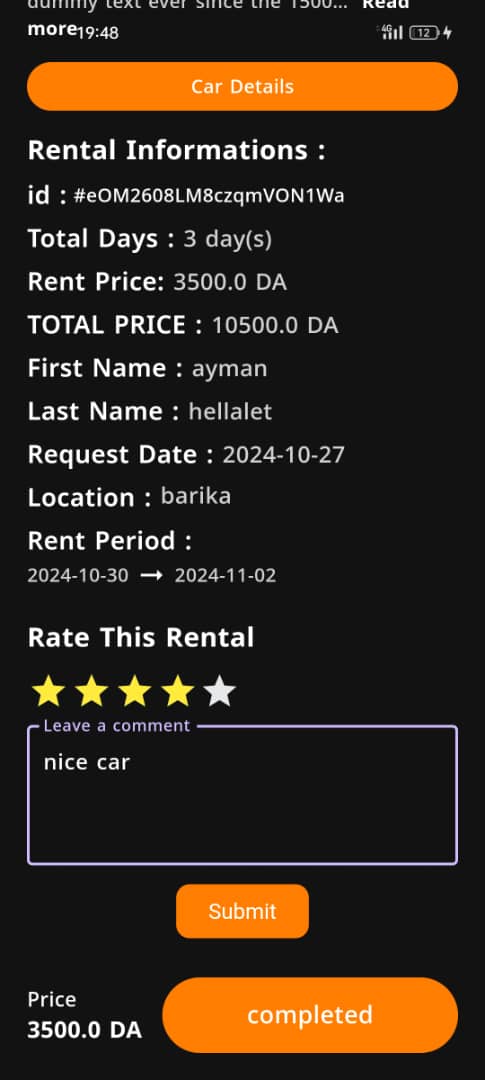 dummy text ever since the 1500... Read
more
19:48
4G 12
Car Details
Rental Informations :
id : #eOM2608LM8czqmVON1Wa
Total Days : 3 day(s)
Rent Price: 3500.0 DA
TOTAL PRICE : 10500.0 DA
First Name : ayman
Last Name : hellalet
Request Date : 2024-10-27
Location : barika
Rent Period :
2024-10-30 → 2024-11-02
Rate This Rental
Leave a comment
nice car
Submit
Price
3500.0 DA
completed